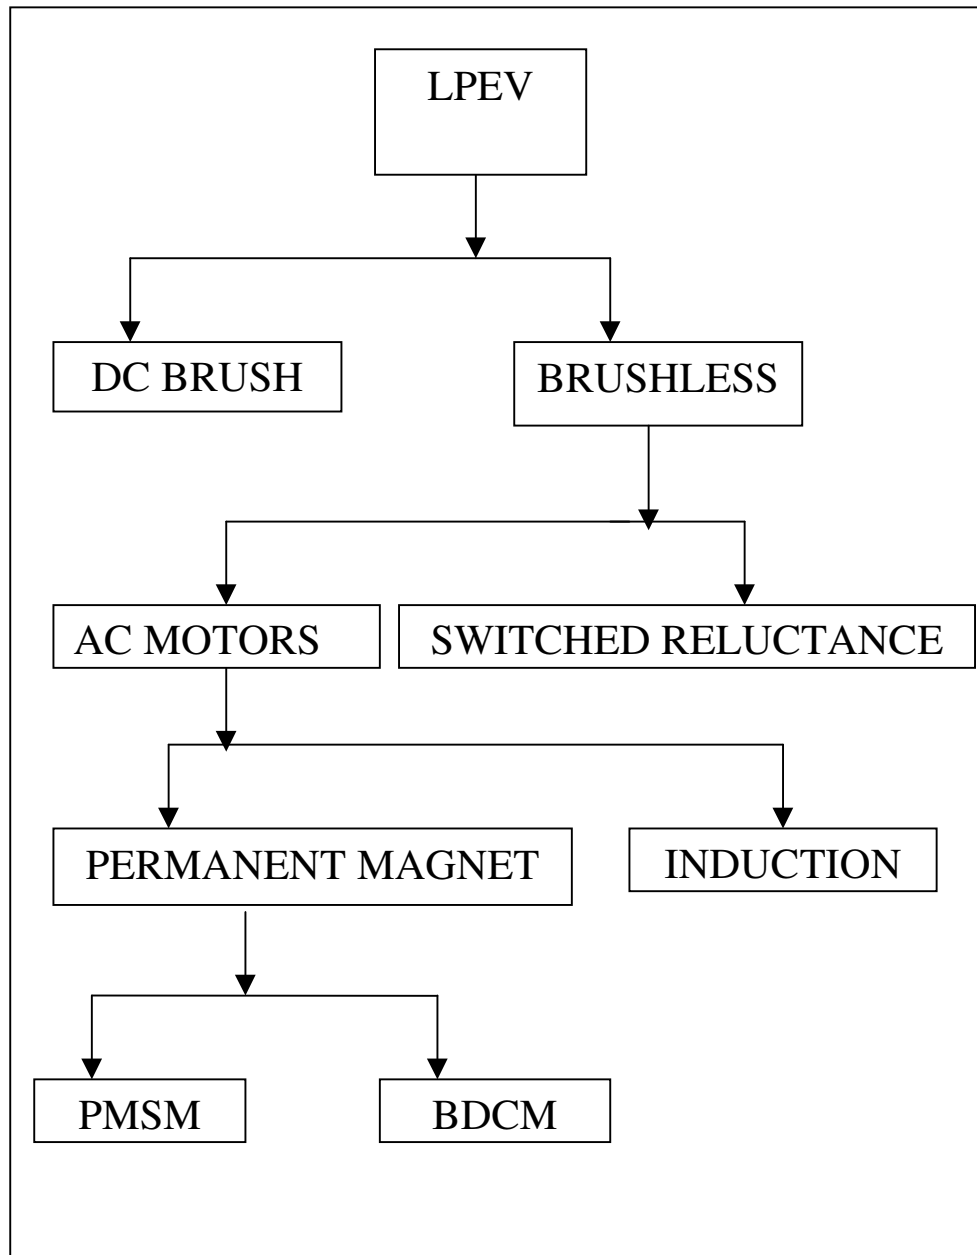 LPEV
DC BRUSH
BRUSHLESS
AC MOTORS
SWITCHED RELUCTANCE
PERMANENT MAGNET
INDUCTION
PMSM
BDCM